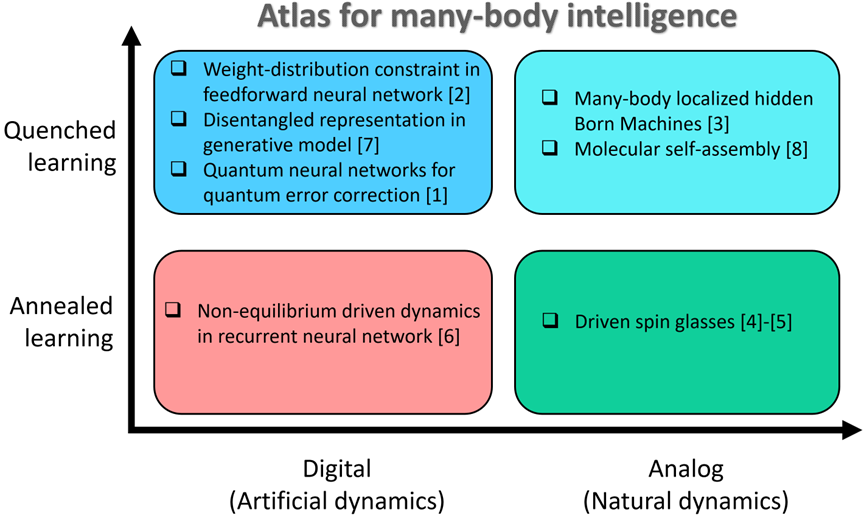 Atlas for many-body intelligence
Quenched
learning
❑ Weight-distribution constraint in
feedforward neural network [2]
❑ Disentangled representation in
generative model [7]
❑ Quantum neural networks for
quantum error correction [1]
❑ Many-body localized hidden
Born Machines [3]
❑ Molecular self-assembly [8]
Annealed
learning
❑ Non-equilibrium driven dynamics
in recurrent neural network [6]
❑ Driven spin glasses [4]-[5]
Digital
(Artificial dynamics)
Analog
(Natural dynamics)